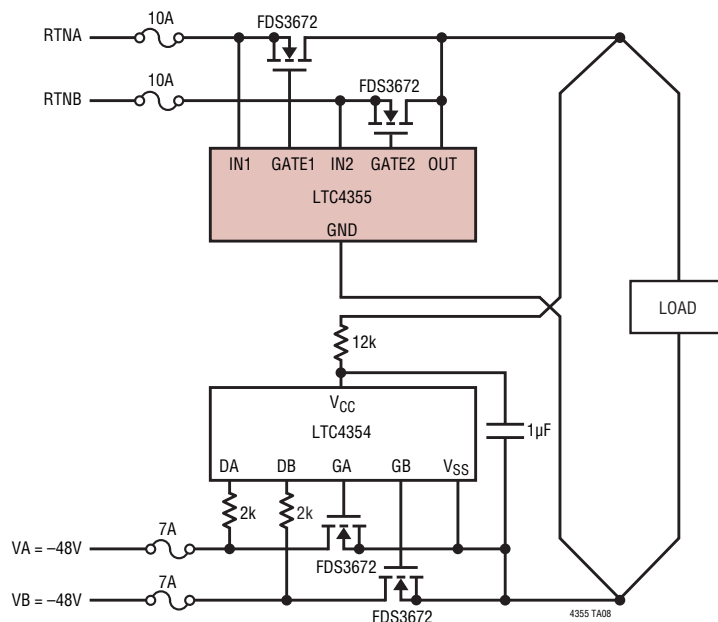 10A
FDS3672
RTNA
10A
FDS3672
RTNB
IN1 GATE1 IN2 GATE2 OUT
LTC4355
GND
LOAD
12k
VCC
LTC4354
1µF
DA DB GA GB VSS
2k 2k
7A
VA = –48V
FDS3672
7A
VB = –48V
FDS3672
4355 TA08